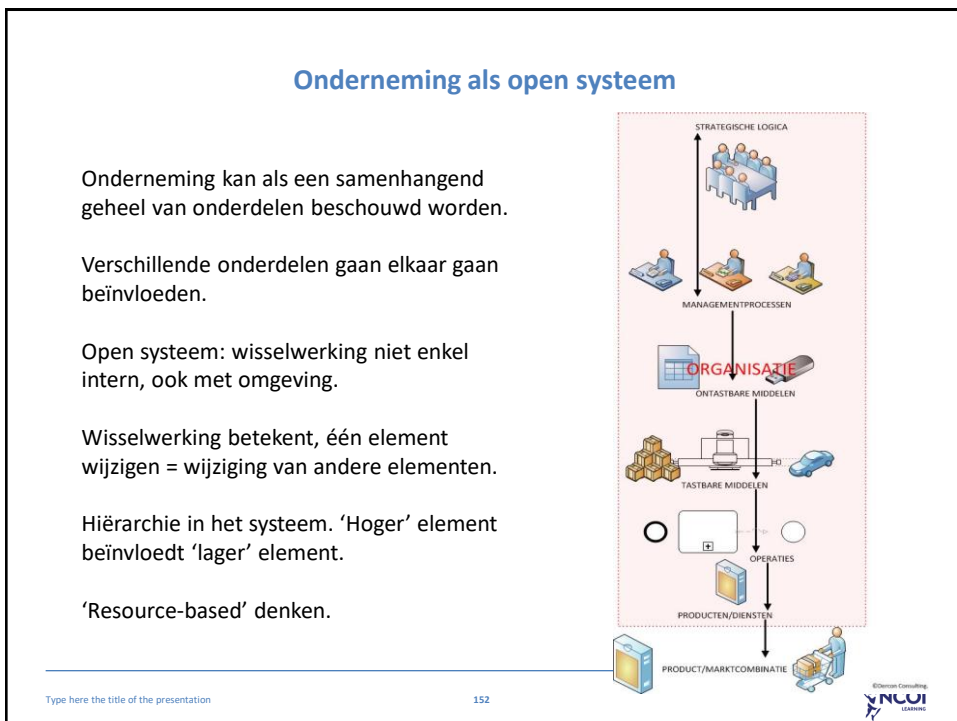 Onderneming als open systeem
Onderneming kan als een samenhangend
geheel van onderdelen beschouwd worden.
Verschillende onderdelen gaan elkaar gaan
beïnvloeden.
Open systeem: wisselwerking niet enkel
intern, ook met omgeving.
Wisselwerking betekent, één element
wijzigen = wijziging van andere elementen.
Hiërarchie in het systeem. ‘Hoger’ element
beïnvloedt ‘lager’ element.
‘Resource-based’ denken.
STRATEGISCHE LOGICA
MANAGEMENTPROCESSEN
ORGANISATIE
ONTASTBARE MIDDELEN
TASTBARE MIDDELEN
OPERATIES
PRODUCTEN/DIENSTEN
PRODUCT/MARKTCOMBINATIE
Type here the title of the presentation
152
Consulting.
NCOI
LEARNING